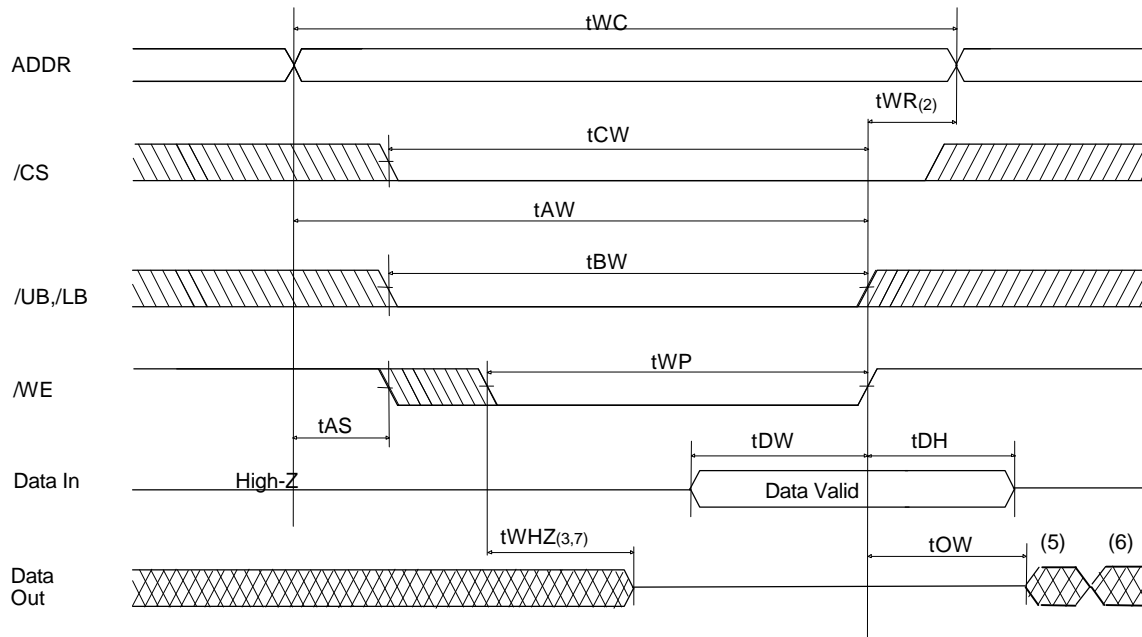 tWC
ADDR
tWR(2)
tCW
/CS
tAW
tBW
/UB,/LB
tWP
/WE
tAS
tDW
tDH
Data In
High-Z
Data Valid
tWHZ(3,7)
tOW
(5)
(6)
Data
Out